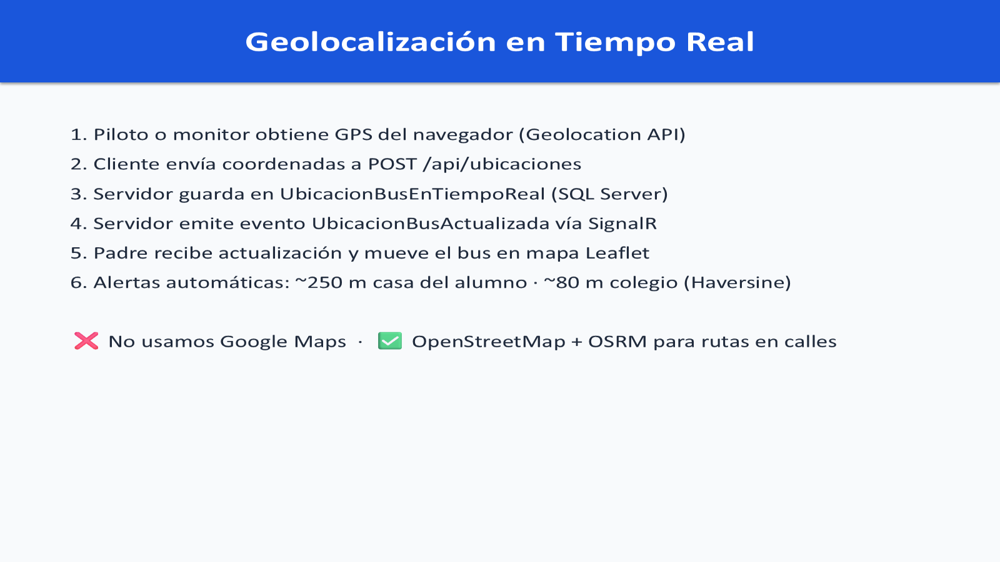 Geolocalización en Tiempo Real
1. Piloto o monitor obtiene GPS del navegador (Geolocation API)
2. Cliente envía coordenadas a POST /api/ubicaciones
3. Servidor guarda en UbicacionBusEnTiempoReal (SQL Server)
4. Servidor emite evento UbicacionBusActualizada vía SignalR
5. Padre recibe actualización y mueve el bus en mapa Leaflet
6. Alertas automáticas: ~250 m casa del alumno · ~80 m colegio (Haversine)
❌ No usamos Google Maps · ✅ OpenStreetMap + OSRM para rutas en calles